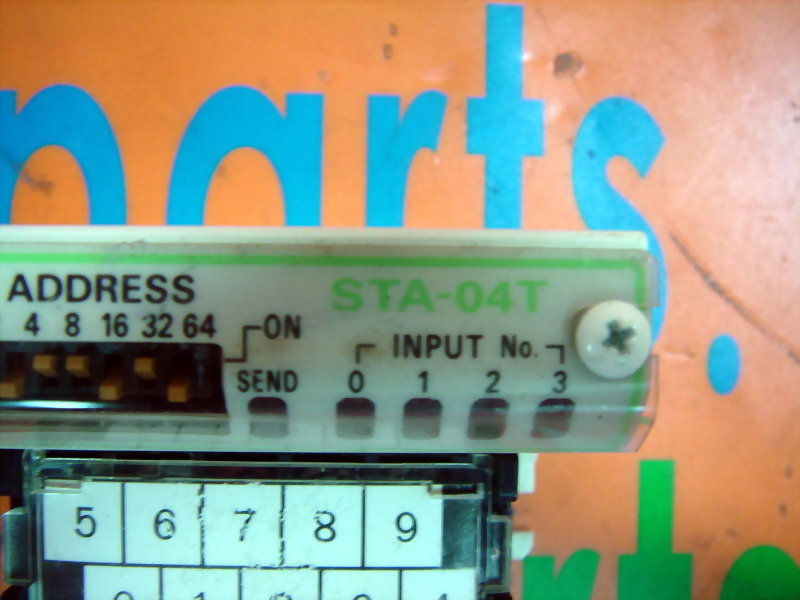 parts.
ADDRESS STA-04T
4 8 16 32 64 ON
INPUT No.
SEND 0 1 2 3
5 6 7 8 9